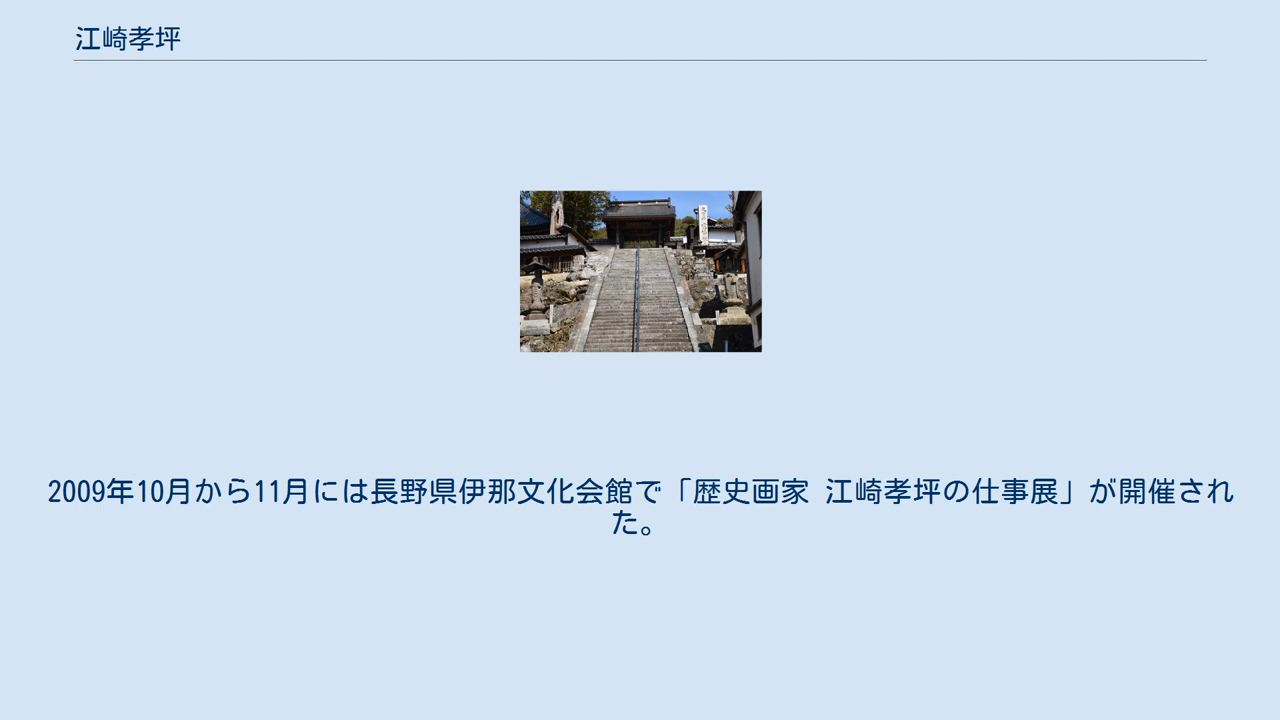 江崎孝坪
2009年10月から11月には長野県伊那文化会館で「歴史画家 江崎孝坪の仕事展」が開催され
た。